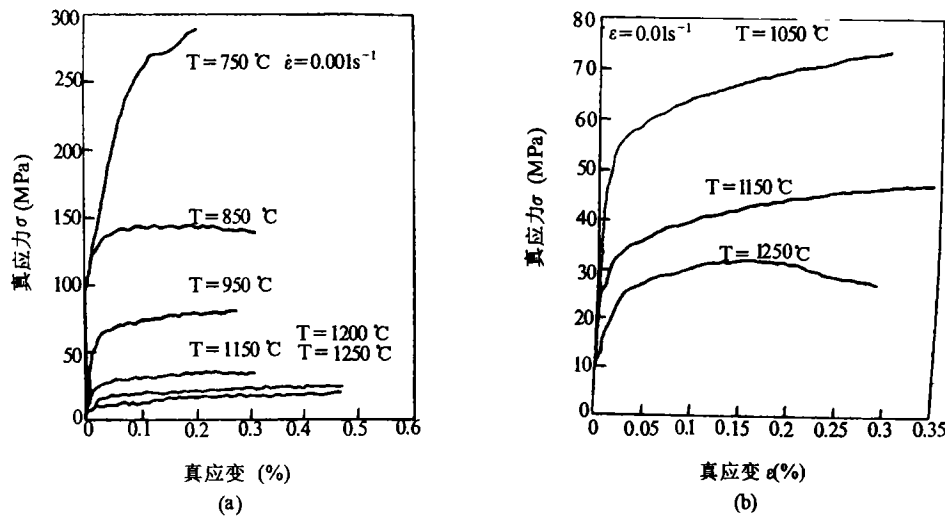 300
T=750 ℃ ε̇=0.001s⁻¹
250
200
150
T=850 ℃
100
T=950 ℃
50
T=1150 ℃
T=1200 ℃
T=1250 ℃
0
0 0.1 0.2 0.3 0.4 0.5 0.6
真应力σ(MPa)
真应变 (%)
(a)
80
ε=0.01s⁻¹ T=1050 ℃
70
60
50
T=1150℃
40
30
T=1250℃
20
10
0 0.05 0.1 0.15 0.2 0.25 0.3 0.35
真应力σ (MPa)
真应变 ε(%)
(b)